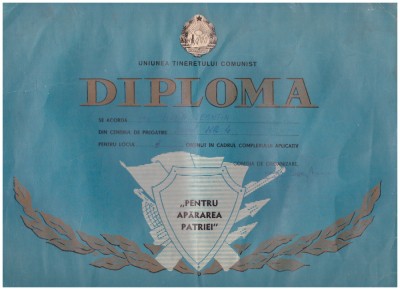 UNIUNEA TINERETULUI COMUNIST
DIPLOMA
SE ACORDĂ
DIN CENTRUL DE PREGĂTIRE
PENTRU LOCUL OBȚINUT ÎN CADRUL COMPLEXULUI APLICATIV
„PENTRU
APĂRAREA
PATRIEI"